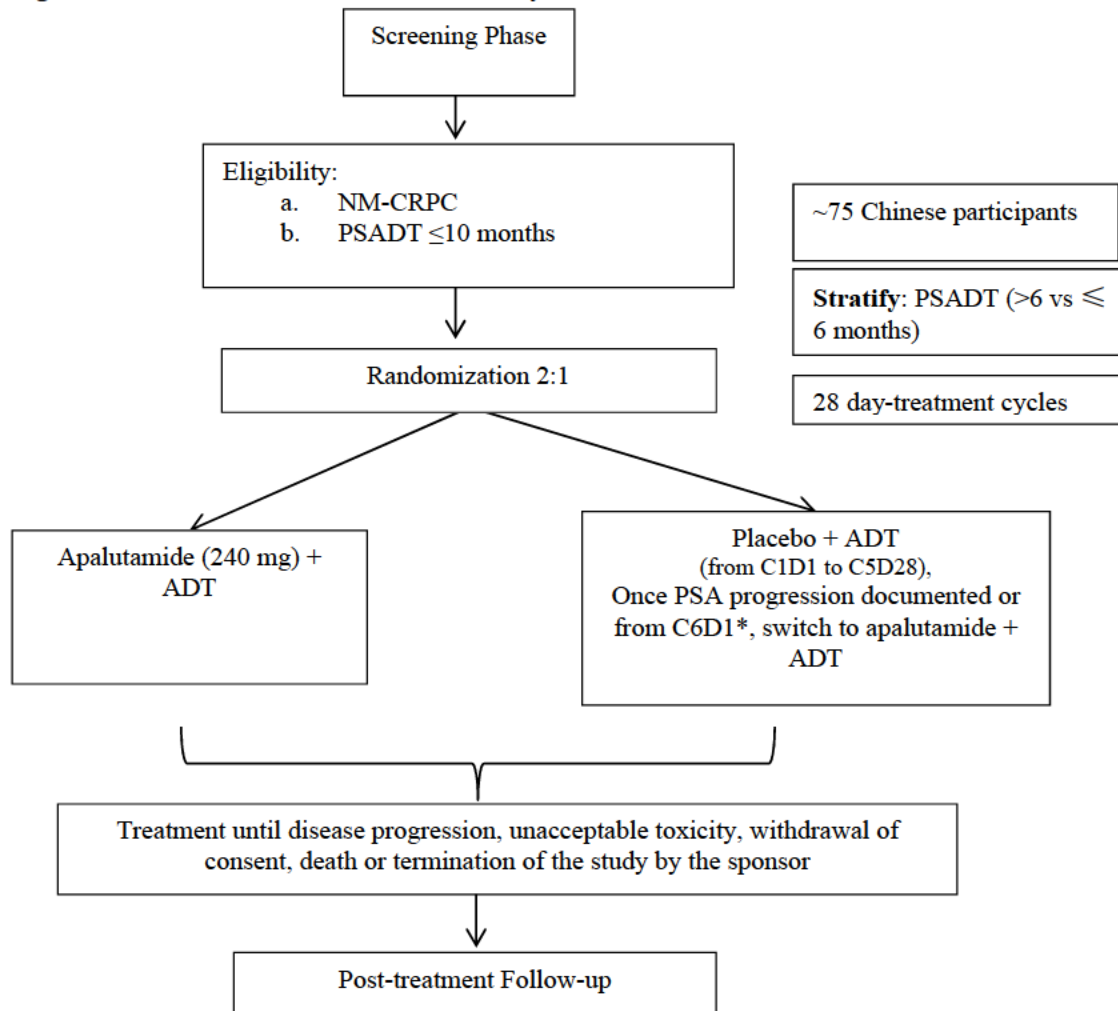 Screening Phase
Eligibility:
a. NM-CRPC
b. PSADT ≤10 months
~75 Chinese participants
Stratify: PSADT (>6 vs ≤
6 months)
Randomization 2:1
28 day-treatment cycles
Apalutamide (240 mg) +
ADT
Placebo + ADT
(from C1D1 to C5D28),
Once PSA progression documented or
from C6D1*, switch to apalutamide +
ADT
Treatment until disease progression, unacceptable toxicity, withdrawal of
consent, death or termination of the study by the sponsor
Post-treatment Follow-up